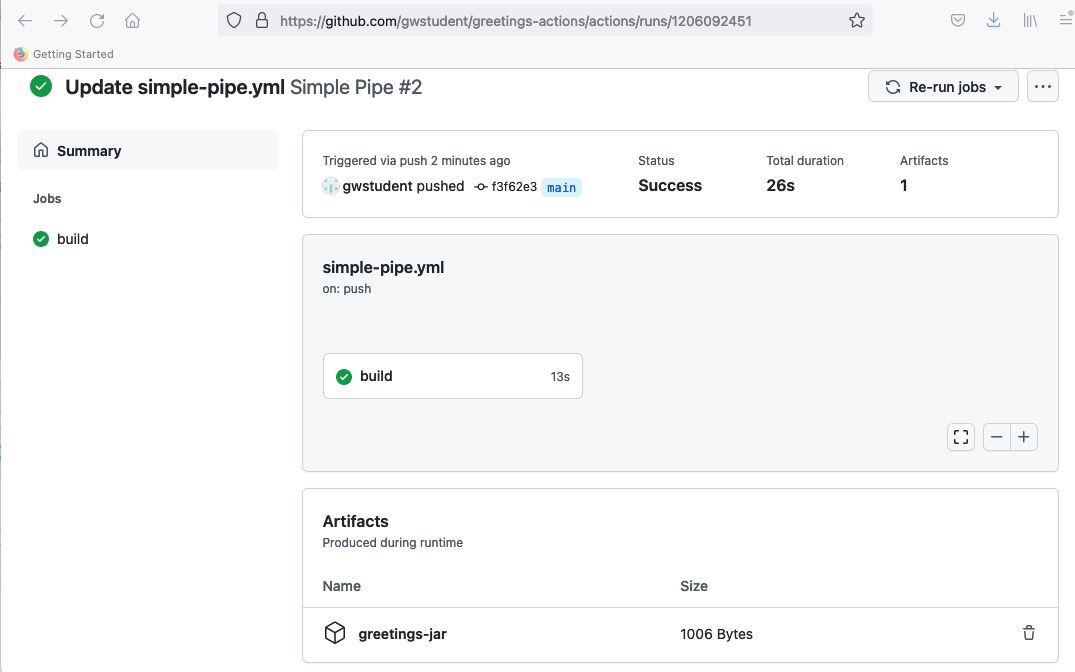 https://github.com/gwstudent/greetings-actions/actions/runs/1206092451
Getting Started
Update simple-pipe.yml Simple Pipe #2
Re-run jobs
Summary
Jobs
build
Triggered via push 2 minutes ago
gwstudent pushed f3f62e3 main
Status
Success
Total duration
26s
Artifacts
1
simple-pipe.yml
on: push
build 13s
Artifacts
Produced during runtime
Name Size
greetings-jar 1006 Bytes